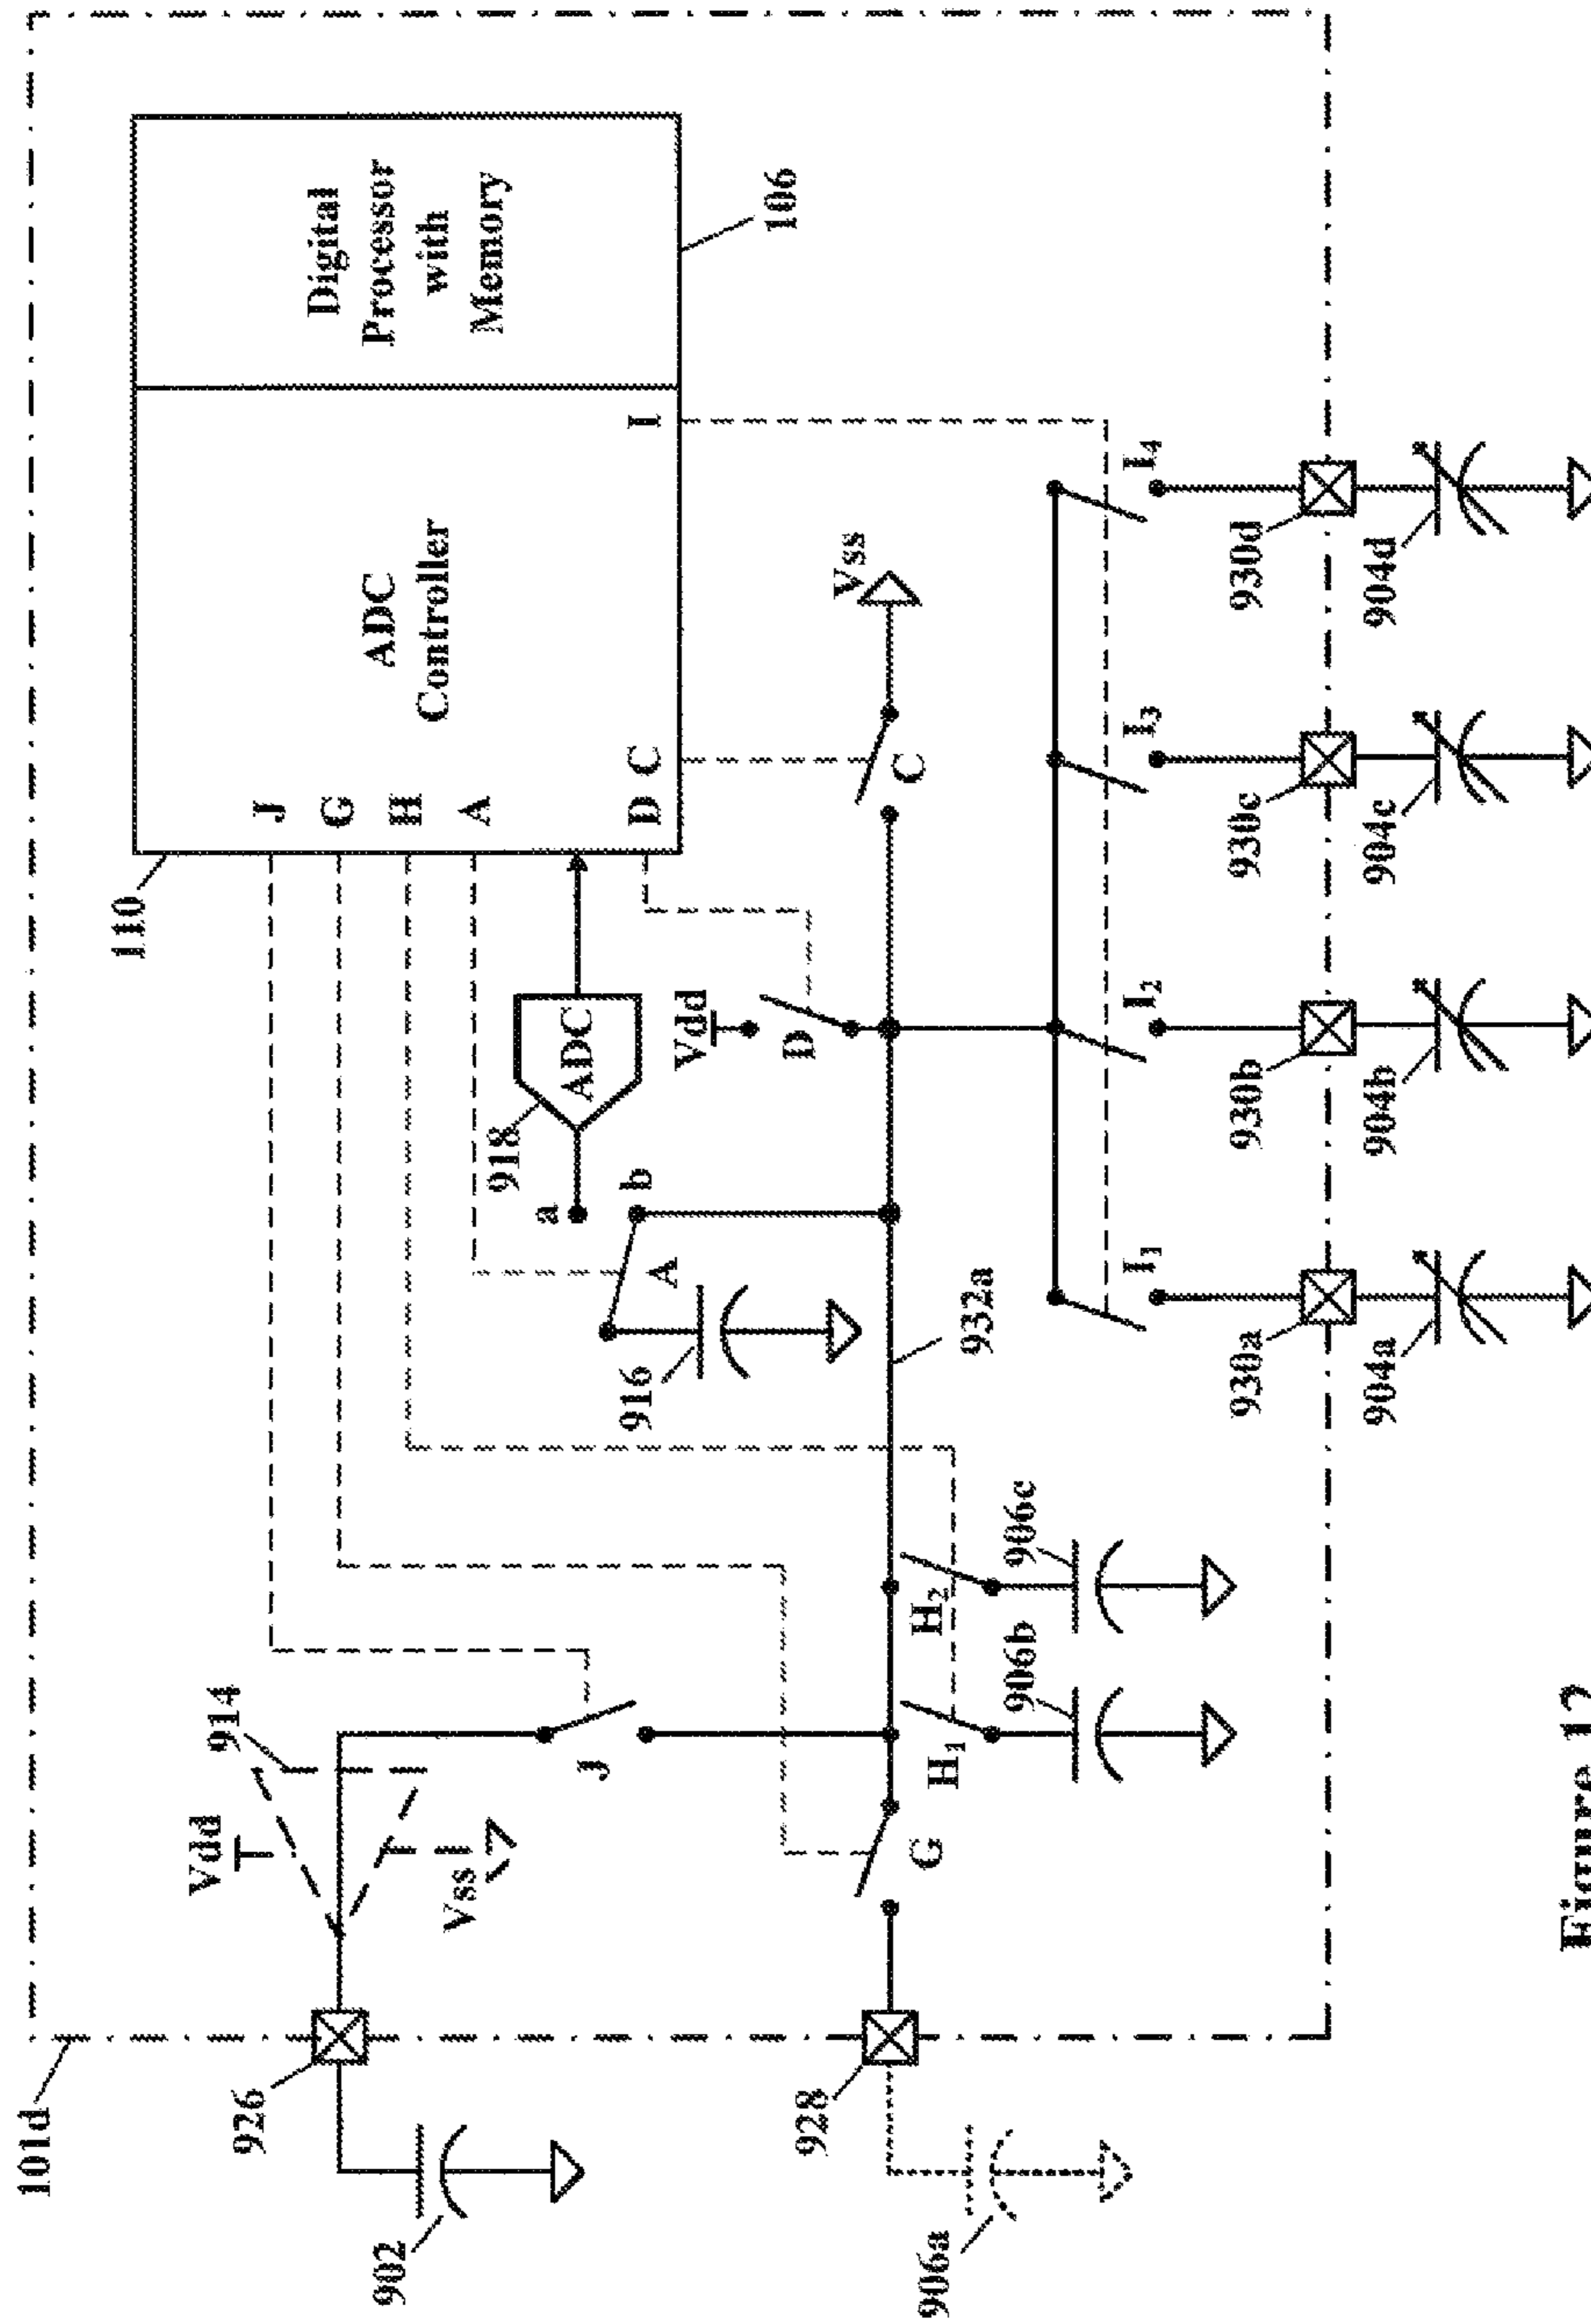 101d
110
Vdd
914
926
J
G
H
A
ADC
Controller
Digital
Processor
with
Memory
902
Vss
918
a
ADC
J
916
b
D
C
I
A
Vdd
106
D
928
Vss
C
G
906a
H1
H2
932a
906b
906c
I1
I2
I3
I4
930a
930b
930c
930d
904a
904b
904c
904d
Figure 12